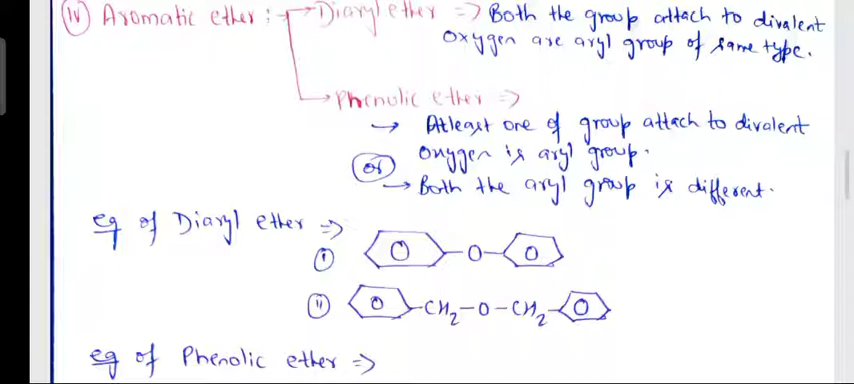 (iv) Aromatic ether :→ Diaryl ether => Both the group attach to divalent
oxygen are aryl group of same type.
→ Phenolic ether =>
→ Atleast one of group attach to divalent
oxygen is aryl group.
(or)
→ Both the aryl group is different.
eg of Diaryl ether =>
(i) -O-
(ii) -CH2-O-CH2-
eg of Phenolic ether =>